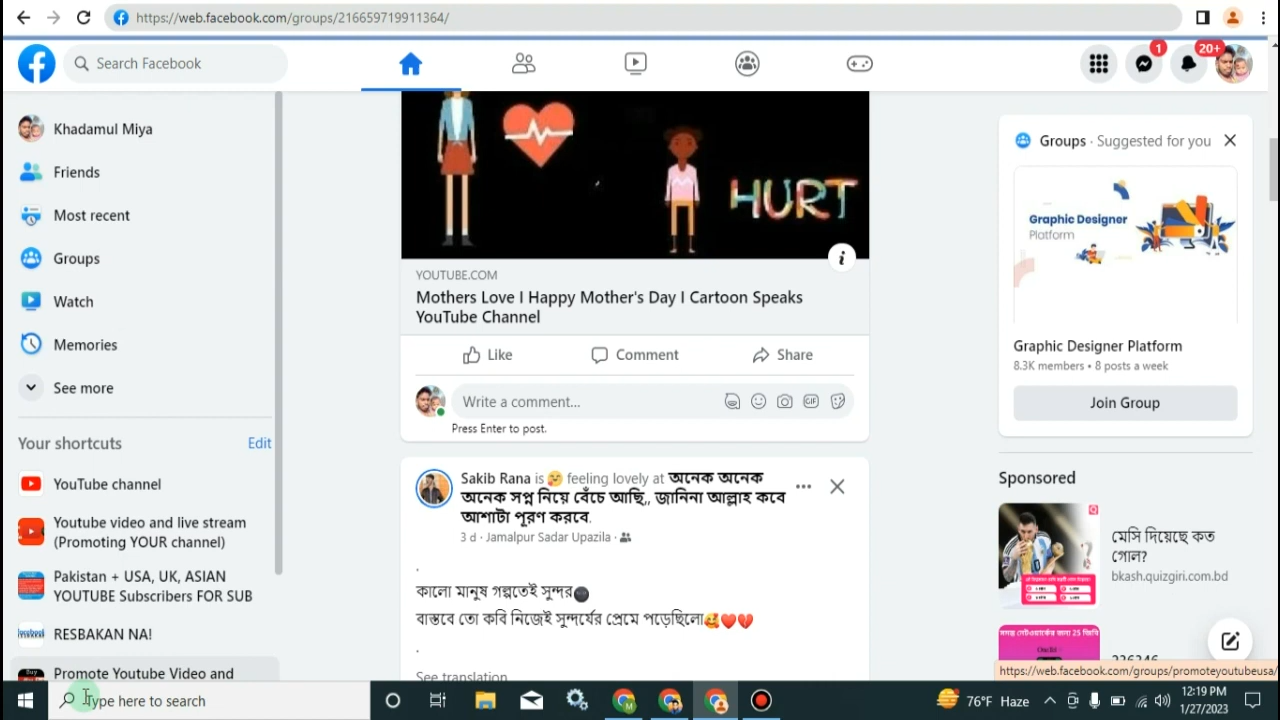 https://web.facebook.com/groups/216659719911364/
Search Facebook
1
20+
Khadamul Miya
Friends
Most recent
Groups
Watch
Memories
See more
Your shortcuts
Edit
YouTube channel
Youtube video and live stream
(Promoting YOUR channel)
Pakistan + USA, UK, ASIAN
YOUTUBE Subscribers FOR SUB
RESBAKAN NA!
Promote Youtube Video and
HURT
YOUTUBE.COM
Mothers Love I Happy Mother's Day I Cartoon Speaks
YouTube Channel
Like
Comment
Share
Write a comment...
GIF
Press Enter to post.
Sakib Rana is 🥰 feeling lovely at অনেক অনেক
অনেক সপ্ন নিয়ে বেঁচে আছি,, জানিনা আল্লাহ কবে
আশাটা পূরণ করবে.
3 d · Jamalpur Sadar Upazila ·
.
কালো মানুষ গল্পতেই সুন্দর🌚
বাস্তবে তো কবি নিজেই সুন্দর্যের প্রেমে পড়েছিলো🥰❤️💔
.
See translation
Groups · Suggested for you
Graphic Designer
Platform
Graphic Designer Platform
8.3K members • 8 posts a week
Join Group
Sponsored
মেসি দিয়েছে কত
গোল?
bkash.quizgiri.com.bd
https://web.facebook.com/groups/promoteyoutubeusa/
Type here to search
76°F Haze
12:19 PM
1/27/2023